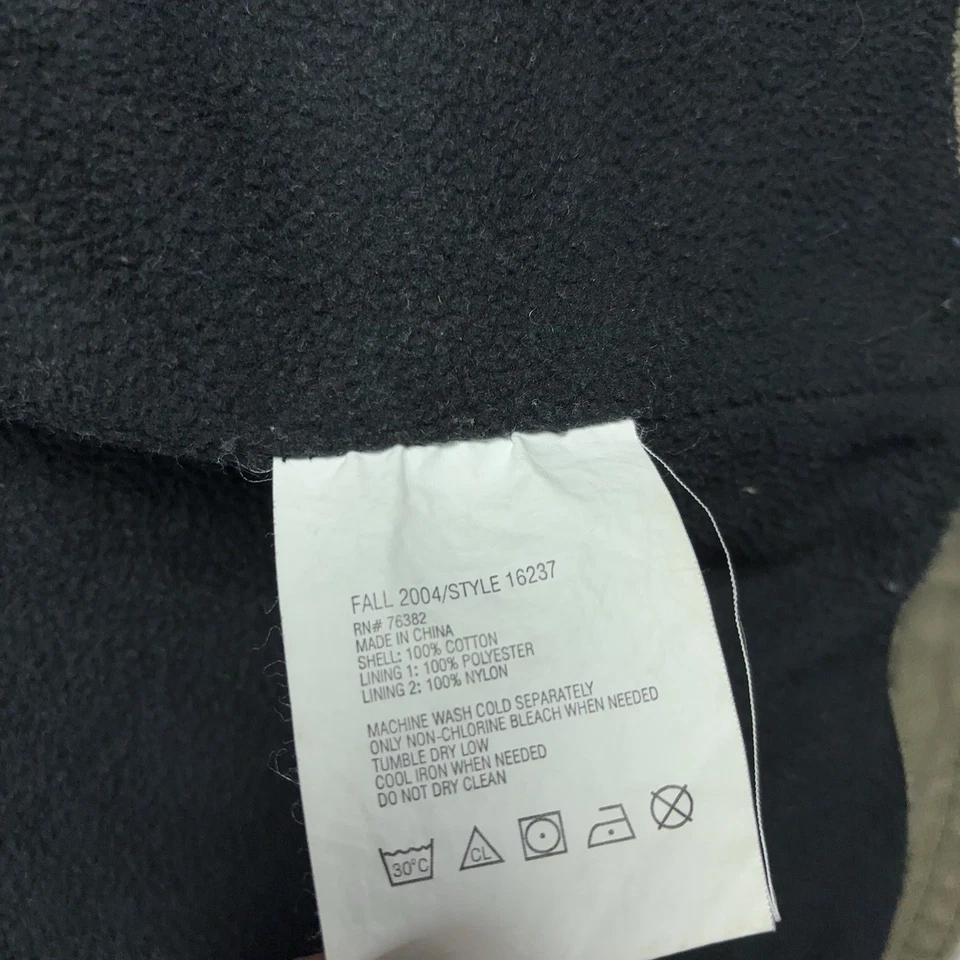 FALL 2004/STYLE 16237
RN# 76382
MADE IN CHINA
SHELL: 100% COTTON
LINING 1: 100% POLYESTER
LINING 2: 100% NYLON
MACHINE WASH COLD SEPARATELY
ONLY NON-CHLORINE BLEACH WHEN NEEDED
TUMBLE DRY LOW
COOL IRON WHEN NEEDED
DO NOT DRY CLEAN
30°C CL